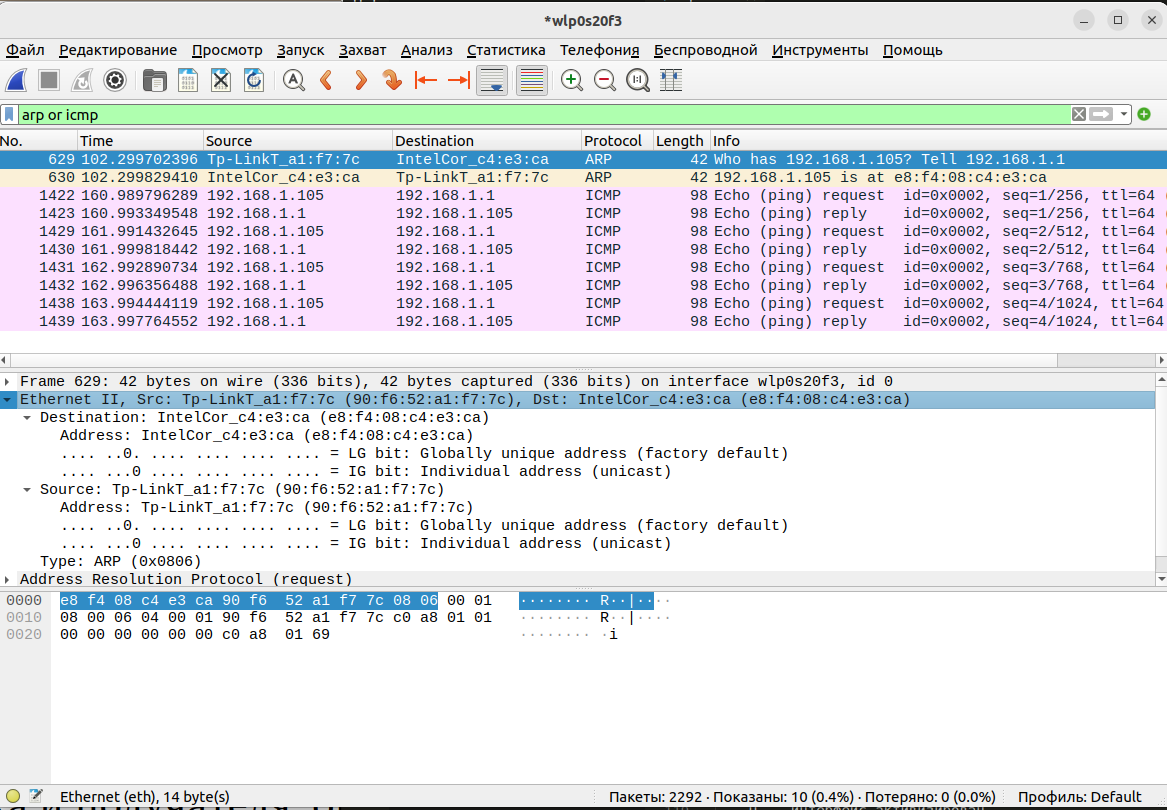 *wlp0s20f3
Файл Редактирование Просмотр Запуск Захват Анализ Статистика Телефония Беспроводной Инструменты Помощь
arp or icmp
No. Time Source Destination Protocol Length Info
629 102.299702396 Tp-LinkT_a1:f7:7c IntelCor_c4:e3:ca ARP 42 Who has 192.168.1.105? Tell 192.168.1.1
630 102.299829410 IntelCor_c4:e3:ca Tp-LinkT_a1:f7:7c ARP 42 192.168.1.105 is at e8:f4:08:c4:e3:ca
1422 160.989796289 192.168.1.105 192.168.1.1 ICMP 98 Echo (ping) request id=0x0002, seq=1/256, ttl=64
1423 160.993349548 192.168.1.1 192.168.1.105 ICMP 98 Echo (ping) reply id=0x0002, seq=1/256, ttl=64
1429 161.991432645 192.168.1.105 192.168.1.1 ICMP 98 Echo (ping) request id=0x0002, seq=2/512, ttl=64
1430 161.999818442 192.168.1.1 192.168.1.105 ICMP 98 Echo (ping) reply id=0x0002, seq=2/512, ttl=64
1431 162.992890734 192.168.1.105 192.168.1.1 ICMP 98 Echo (ping) request id=0x0002, seq=3/768, ttl=64
1432 162.996356488 192.168.1.1 192.168.1.105 ICMP 98 Echo (ping) reply id=0x0002, seq=3/768, ttl=64
1438 163.994444119 192.168.1.105 192.168.1.1 ICMP 98 Echo (ping) request id=0x0002, seq=4/1024, ttl=64
1439 163.997764552 192.168.1.1 192.168.1.105 ICMP 98 Echo (ping) reply id=0x0002, seq=4/1024, ttl=64
Frame 629: 42 bytes on wire (336 bits), 42 bytes captured (336 bits) on interface wlp0s20f3, id 0
Ethernet II, Src: Tp-LinkT_a1:f7:7c (90:f6:52:a1:f7:7c), Dst: IntelCor_c4:e3:ca (e8:f4:08:c4:e3:ca)
Destination: IntelCor_c4:e3:ca (e8:f4:08:c4:e3:ca)
Address: IntelCor_c4:e3:ca (e8:f4:08:c4:e3:ca)
.... ..0. .... .... .... .... = LG bit: Globally unique address (factory default)
.... ...0 .... .... .... .... = IG bit: Individual address (unicast)
Source: Tp-LinkT_a1:f7:7c (90:f6:52:a1:f7:7c)
Address: Tp-LinkT_a1:f7:7c (90:f6:52:a1:f7:7c)
.... ..0. .... .... .... .... = LG bit: Globally unique address (factory default)
.... ...0 .... .... .... .... = IG bit: Individual address (unicast)
Type: ARP (0x0806)
Address Resolution Protocol (request)
0000 e8 f4 08 c4 e3 ca 90 f6 52 a1 f7 7c 08 06 00 01 ········ R··|····
0010 08 00 06 04 00 01 90 f6 52 a1 f7 7c c0 a8 01 01 ········ R··|····
0020 00 00 00 00 00 00 c0 a8 01 69 ········ ·i
Ethernet (eth), 14 byte(s) Пакеты: 2292 · Показаны: 10 (0.4%) · Потеряно: 0 (0.0%) Профиль: Default